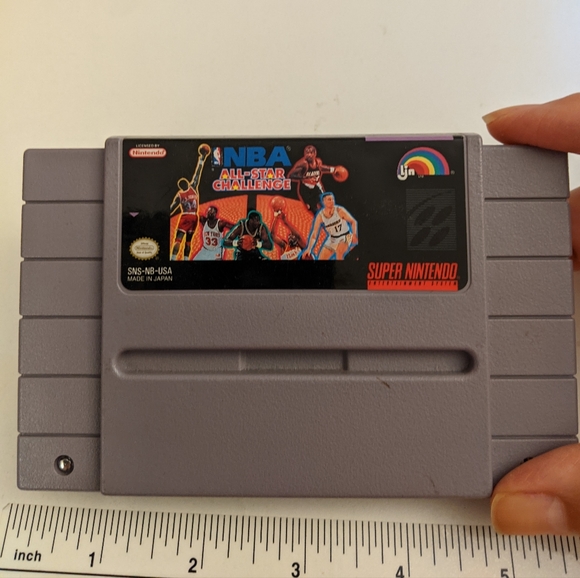 LICENSED BY
Nintendo
NBA
ALL-STAR
CHALLENGE
LJN
33
17
SNS-NB-USA
MADE IN JAPAN
SUPER NINTENDO
ENTERTAINMENT SYSTEM
inch 1 2 3 4 5